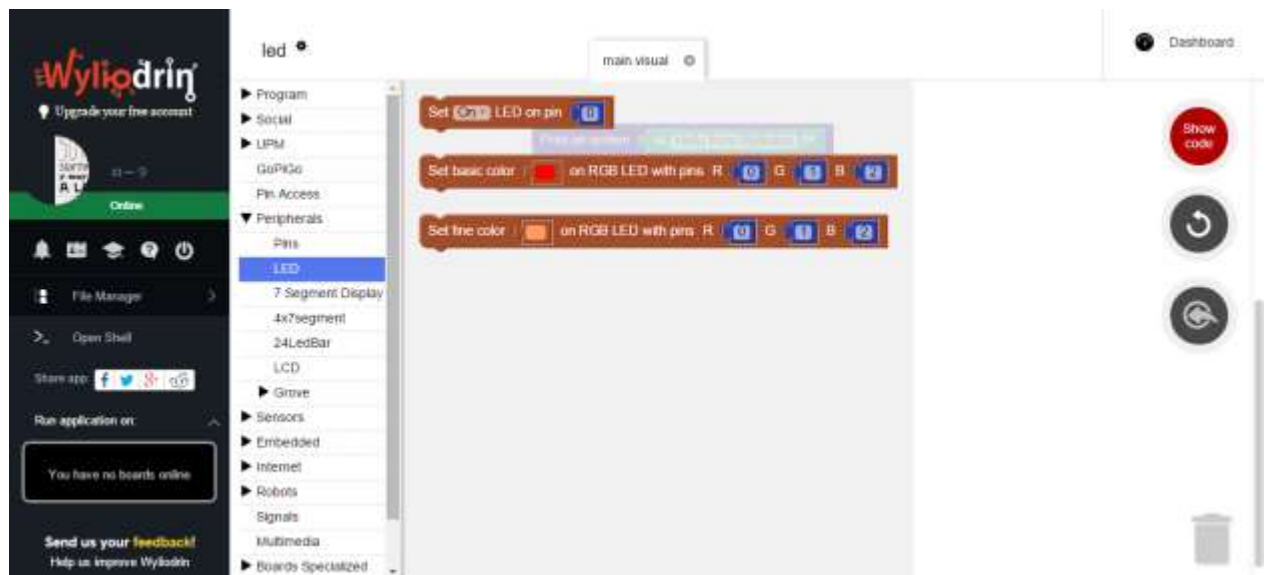 Wyliodrin
Upgrade your free account
Online
File Manager
Open Shell
Share app:
Run application on:
You have no boards online
Send us your feedback!
Help us improve Wyliodrin
led
Program
Social
UPM
GoPiGo
Pin Access
Peripherals
Pins
LED
7 Segment Display
4x7segment
24LedBar
LCD
Grove
Sensors
Embedded
Internet
Robots
Signals
Multimedia
Boards Specialized
main.visual
Set On LED on pin 0
Set basic color on RGB LED with pins R 0 G 1 B 2
Set fine color on RGB LED with pins R 0 G 1 B 2
Dashboard
Show
code